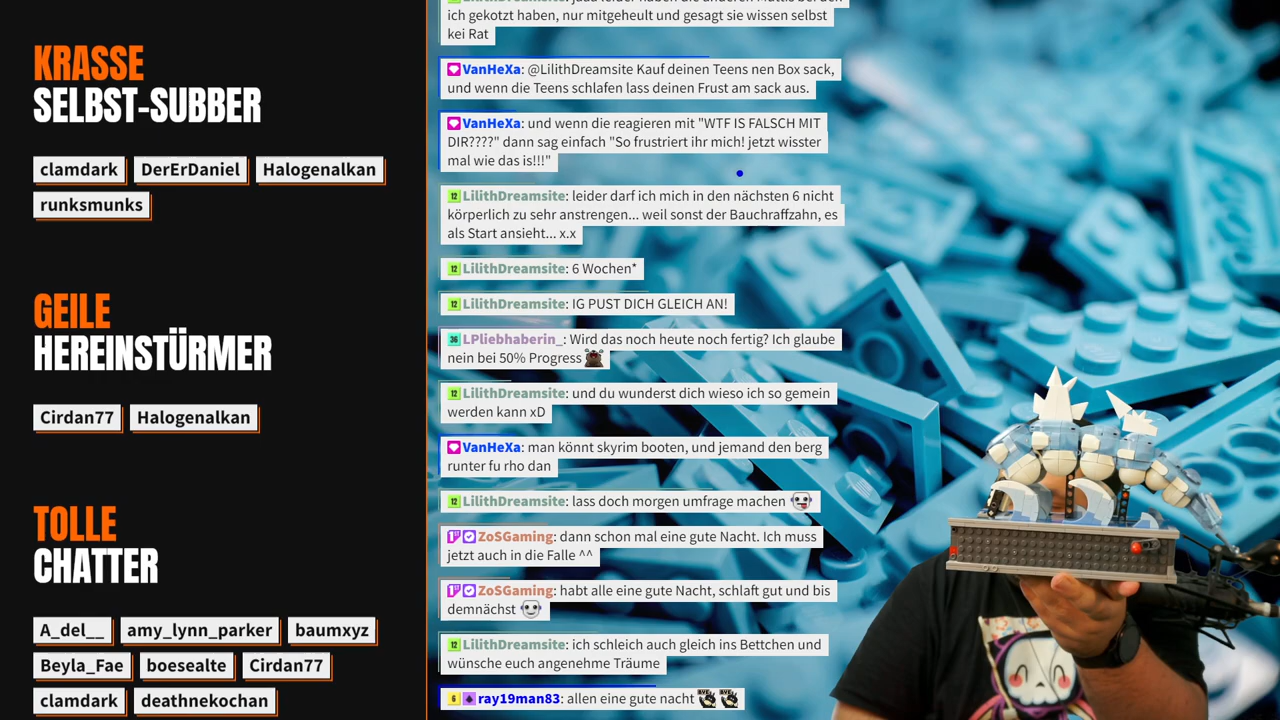 KRASSE
SELBST-SUBBER
clamdark DerErDaniel Halogenalkan
runksmunks
GEILE
HEREINSTÜRMER
Cirdan77 Halogenalkan
TOLLE
CHATTER
A_del__ amy_lynn_parker baumxyz
Beyla_Fae boesealte Cirdan77
clamdark deathnekochan
ich gekotzt haben, nur mitgeheult und gesagt sie wissen selbst
kei Rat
VanHeXa: @LilithDreamsite Kauf deinen Teens nen Box sack,
und wenn die Teens schlafen lass deinen Frust am sack aus.
VanHeXa: und wenn die reagieren mit "WTF IS FALSCH MIT
DIR????" dann sag einfach "So frustriert ihr mich! jetzt wisster
mal wie das is!!!"
12 LilithDreamsite: leider darf ich mich in den nächsten 6 nicht
körperlich zu sehr anstrengen... weil sonst der Bauchraffzahn, es
als Start ansieht... x.x
12 LilithDreamsite: 6 Wochen*
12 LilithDreamsite: IG PUST DICH GLEICH AN!
36 LPliebhaberin_: Wird das noch heute noch fertig? Ich glaube
nein bei 50% Progress
12 LilithDreamsite: und du wunderst dich wieso ich so gemein
werden kann xD
VanHeXa: man könnt skyrim booten, und jemand den berg
runter fu rho dan
12 LilithDreamsite: lass doch morgen umfrage machen
ZoSGaming: dann schon mal eine gute Nacht. Ich muss
jetzt auch in die Falle ^^
ZoSGaming: habt alle eine gute Nacht, schlaft gut und bis
demnächst
12 LilithDreamsite: ich schleich auch gleich ins Bettchen und
wünsche euch angenehme Träume
6 ray19man83: allen eine gute nacht BYE BYE